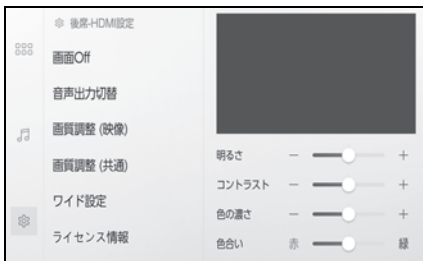 後席-HDMI設定
画面Off
音声出力切替
画質調整 (映像)
画質調整 (共通)
ワイド設定
ライセンス情報
明るさ − +
コントラスト − +
色の濃さ − +
色合い 赤 緑